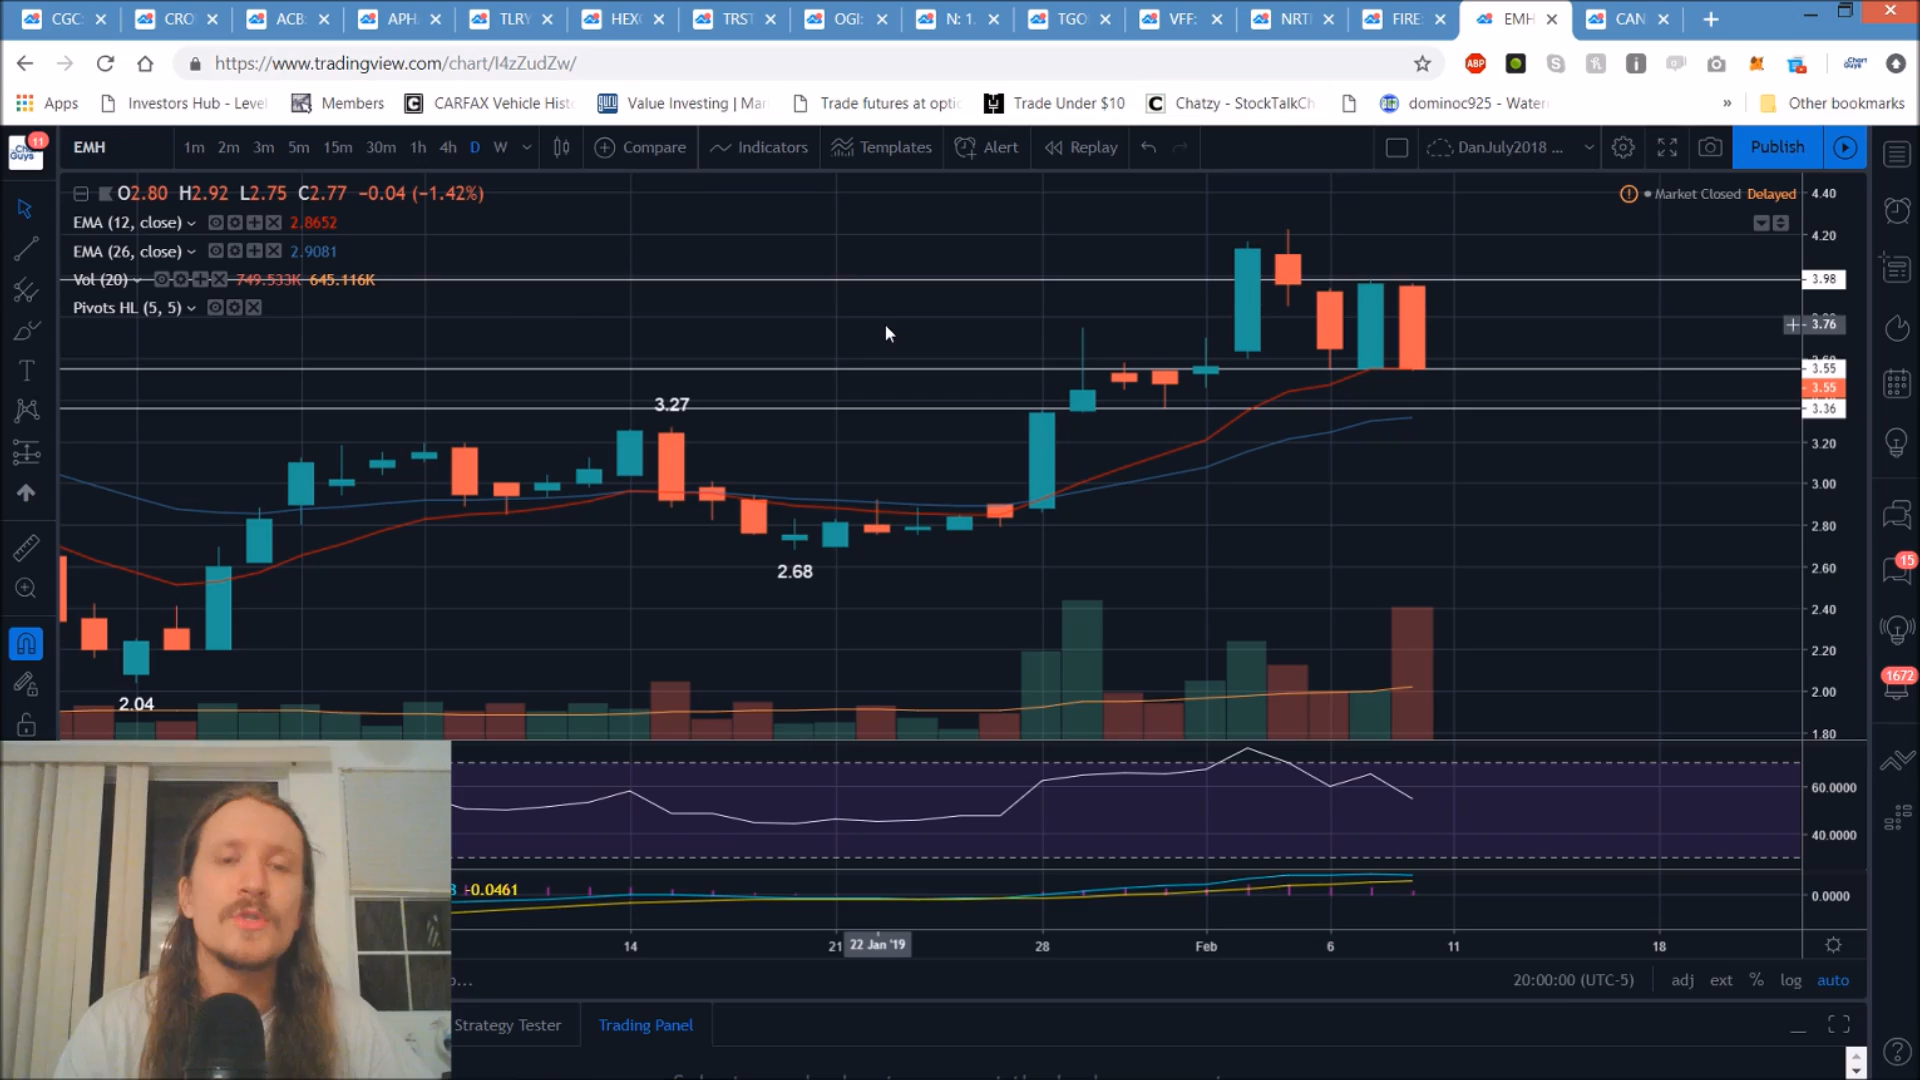 CGC:
CRO
ACB:
APH:
TLRY
HEX(
TRST
OGI:
N: 1.
TGO
VFF:
NRTI
FIRE:
EMH
CAN
https://www.tradingview.com/chart/I4zZudZw/
Apps
Investors Hub - Level
Members
CARFAX Vehicle Hist
Value Investing | Mar
Trade futures at optio
Trade Under $10
Chatzy - StockTalkCh
dominoc925 - Water
»
Other bookmarks
EMH
1m 2m 3m 5m 15m 30m 1h 4h D W
Compare
Indicators
Templates
Alert
Replay
DanJuly2018 ...
Publish
11
O2.80 H2.92 L2.75 C2.77 −0.04 (−1.42%)
EMA (12, close) 2.8652
EMA (26, close) 2.9081
Vol (20) 749.533K 645.116K
Pivots HL (5, 5)
Market Closed Delayed
4.40
4.20
3.98
3.76
3.55
3.55
3.36
3.20
3.00
2.80
2.60
2.40
2.20
2.00
1.80
3.27
2.68
2.04
60.0000
40.0000
-0.0461
0.0000
14
21
22 Jan '19
28
Feb
6
11
18
20:00:00 (UTC-5)
adj ext % log auto
Strategy Tester
Trading Panel
15
1672
ABP